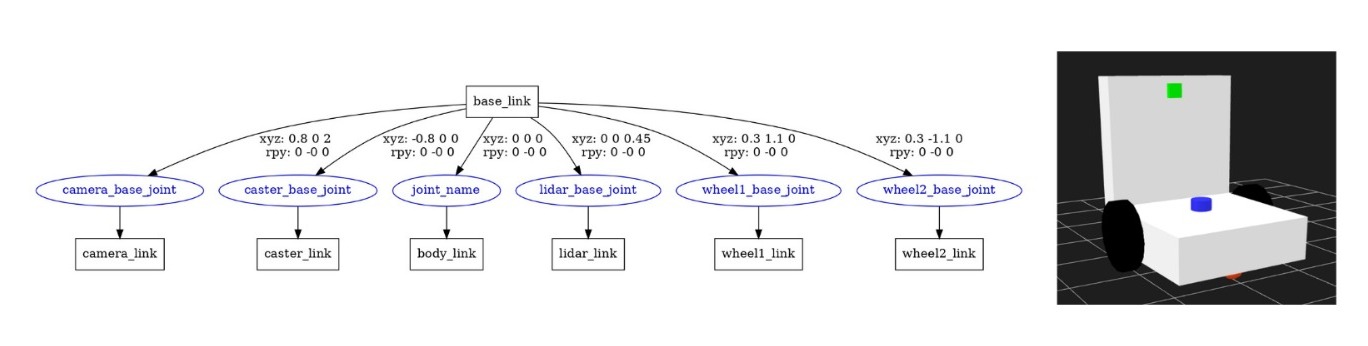 base_link
xyz: 0.8 0 2
rpy: 0 -0 0
xyz: -0.8 0 0
rpy: 0 -0 0
xyz: 0 0 0
rpy: 0 -0 0
xyz: 0 0 0.45
rpy: 0 -0 0
xyz: 0.3 1.1 0
rpy: 0 -0 0
xyz: 0.3 -1.1 0
rpy: 0 -0 0
camera_base_joint
caster_base_joint
joint_name
lidar_base_joint
wheel1_base_joint
wheel2_base_joint
camera_link
caster_link
body_link
lidar_link
wheel1_link
wheel2_link